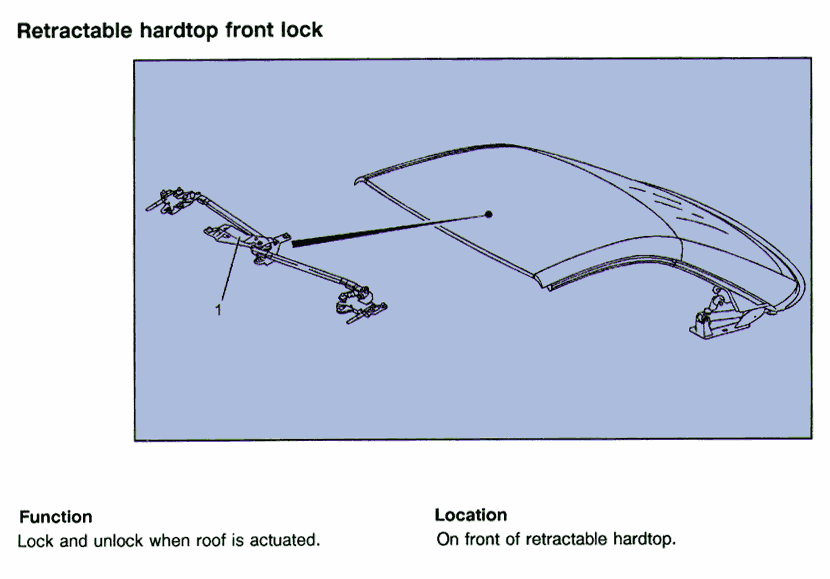 Retractable hardtop front lock
1
Function
Lock and unlock when roof is actuated.
Location
On front of retractable hardtop.